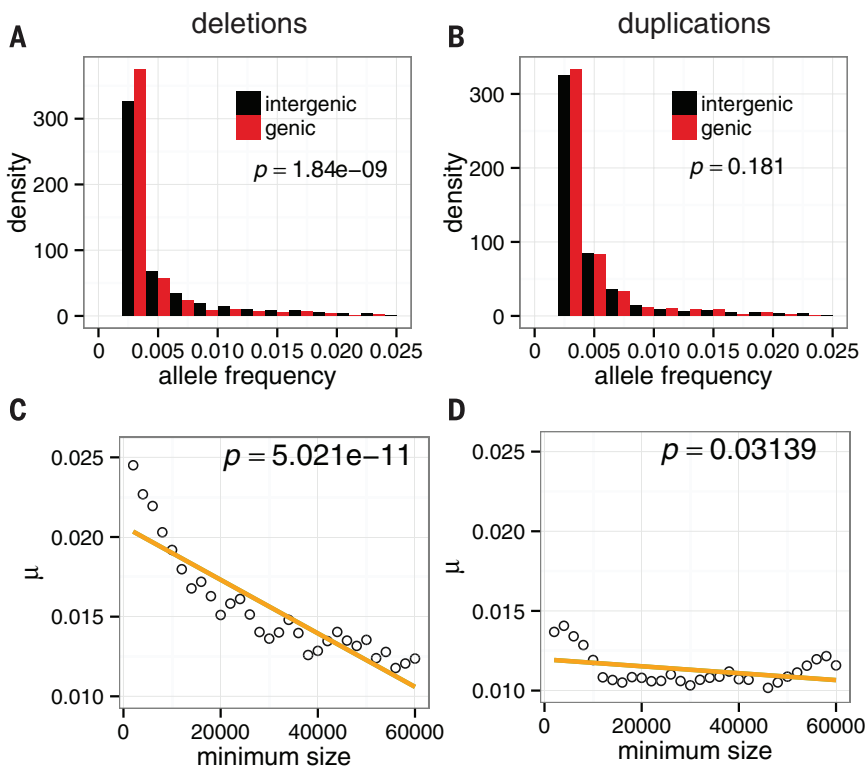 A
deletions
density
300
200
100
0
intergenic
genic
p = 1.84e−09
0
0.005
0.010
0.015
0.020
0.025
allele frequency
B
duplications
density
300
200
100
0
intergenic
genic
p = 0.181
0
0.005
0.010
0.015
0.020
0.025
allele frequency
C
μ
0.025
0.020
0.015
0.010
p = 5.021e−11
0
20000
40000
60000
minimum size
D
μ
0.025
0.020
0.015
0.010
p = 0.03139
0
20000
40000
60000
minimum size